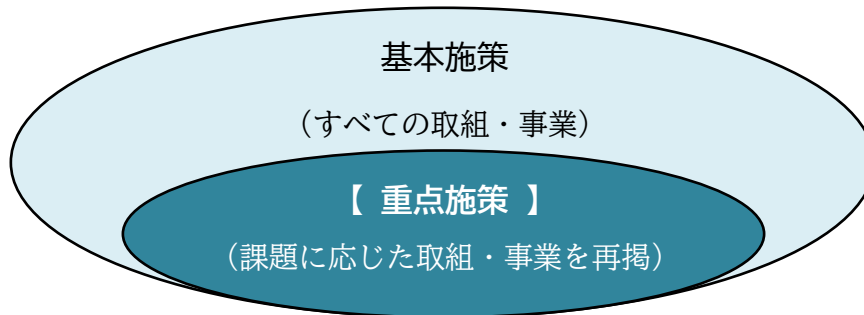 基本施策
（すべての取組・事業）
【 重点施策 】
（課題に応じた取組・事業を再掲）